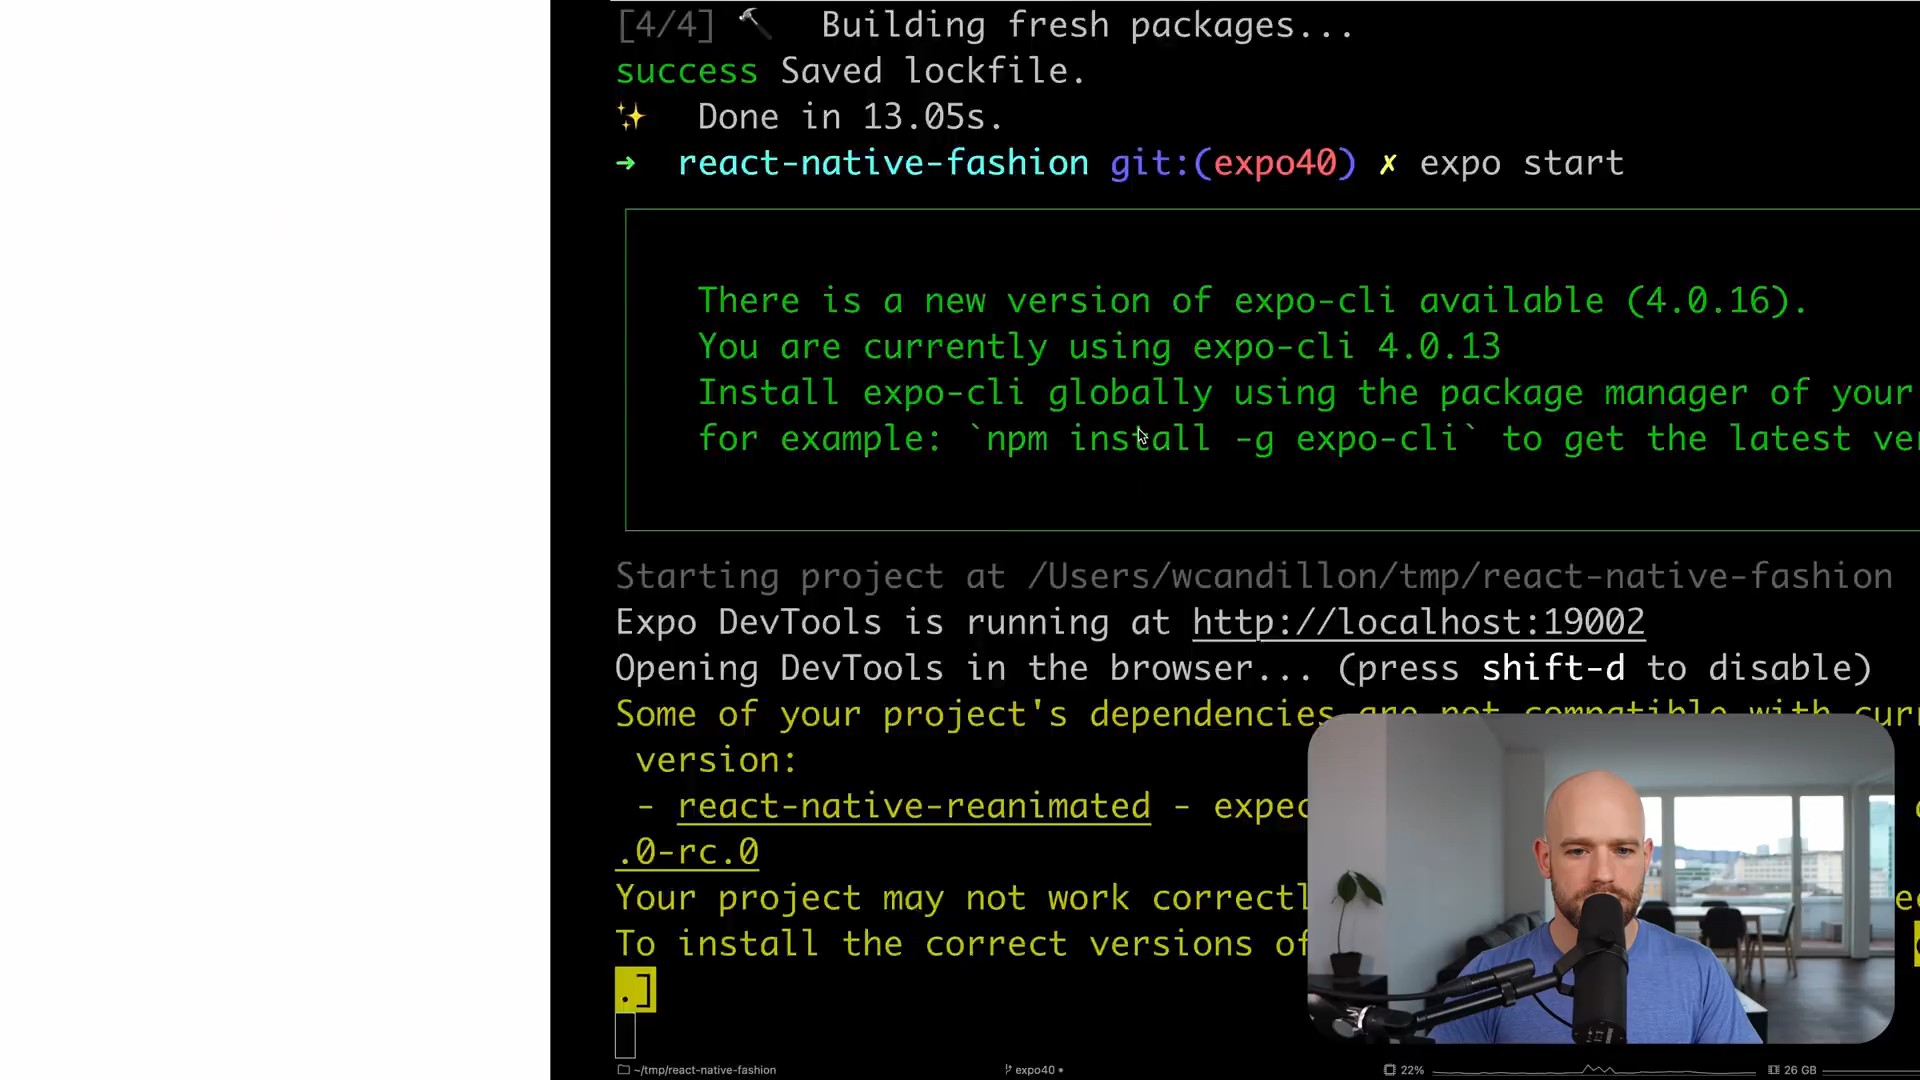 [4/4] 🔨 Building fresh packages...
success Saved lockfile.
✨ Done in 13.05s.
➜ react-native-fashion git:(expo40) ✗ expo start
There is a new version of expo-cli available (4.0.16).
You are currently using expo-cli 4.0.13
Install expo-cli globally using the package manager of your
for example: `npm install -g expo-cli` to get the latest
Starting project at /Users/wcandillon/tmp/react-native-fashion
Expo DevTools is running at http://localhost:19002
Opening DevTools in the browser... (press shift-d to disable)
Some of your project's dependencies are not compatible with
version:
- react-native-reanimated -
.0-rc.0
Your project may not work
To install the correct versions
.]
~/tmp/react-native-fashion expo40 • 22% 26 GB